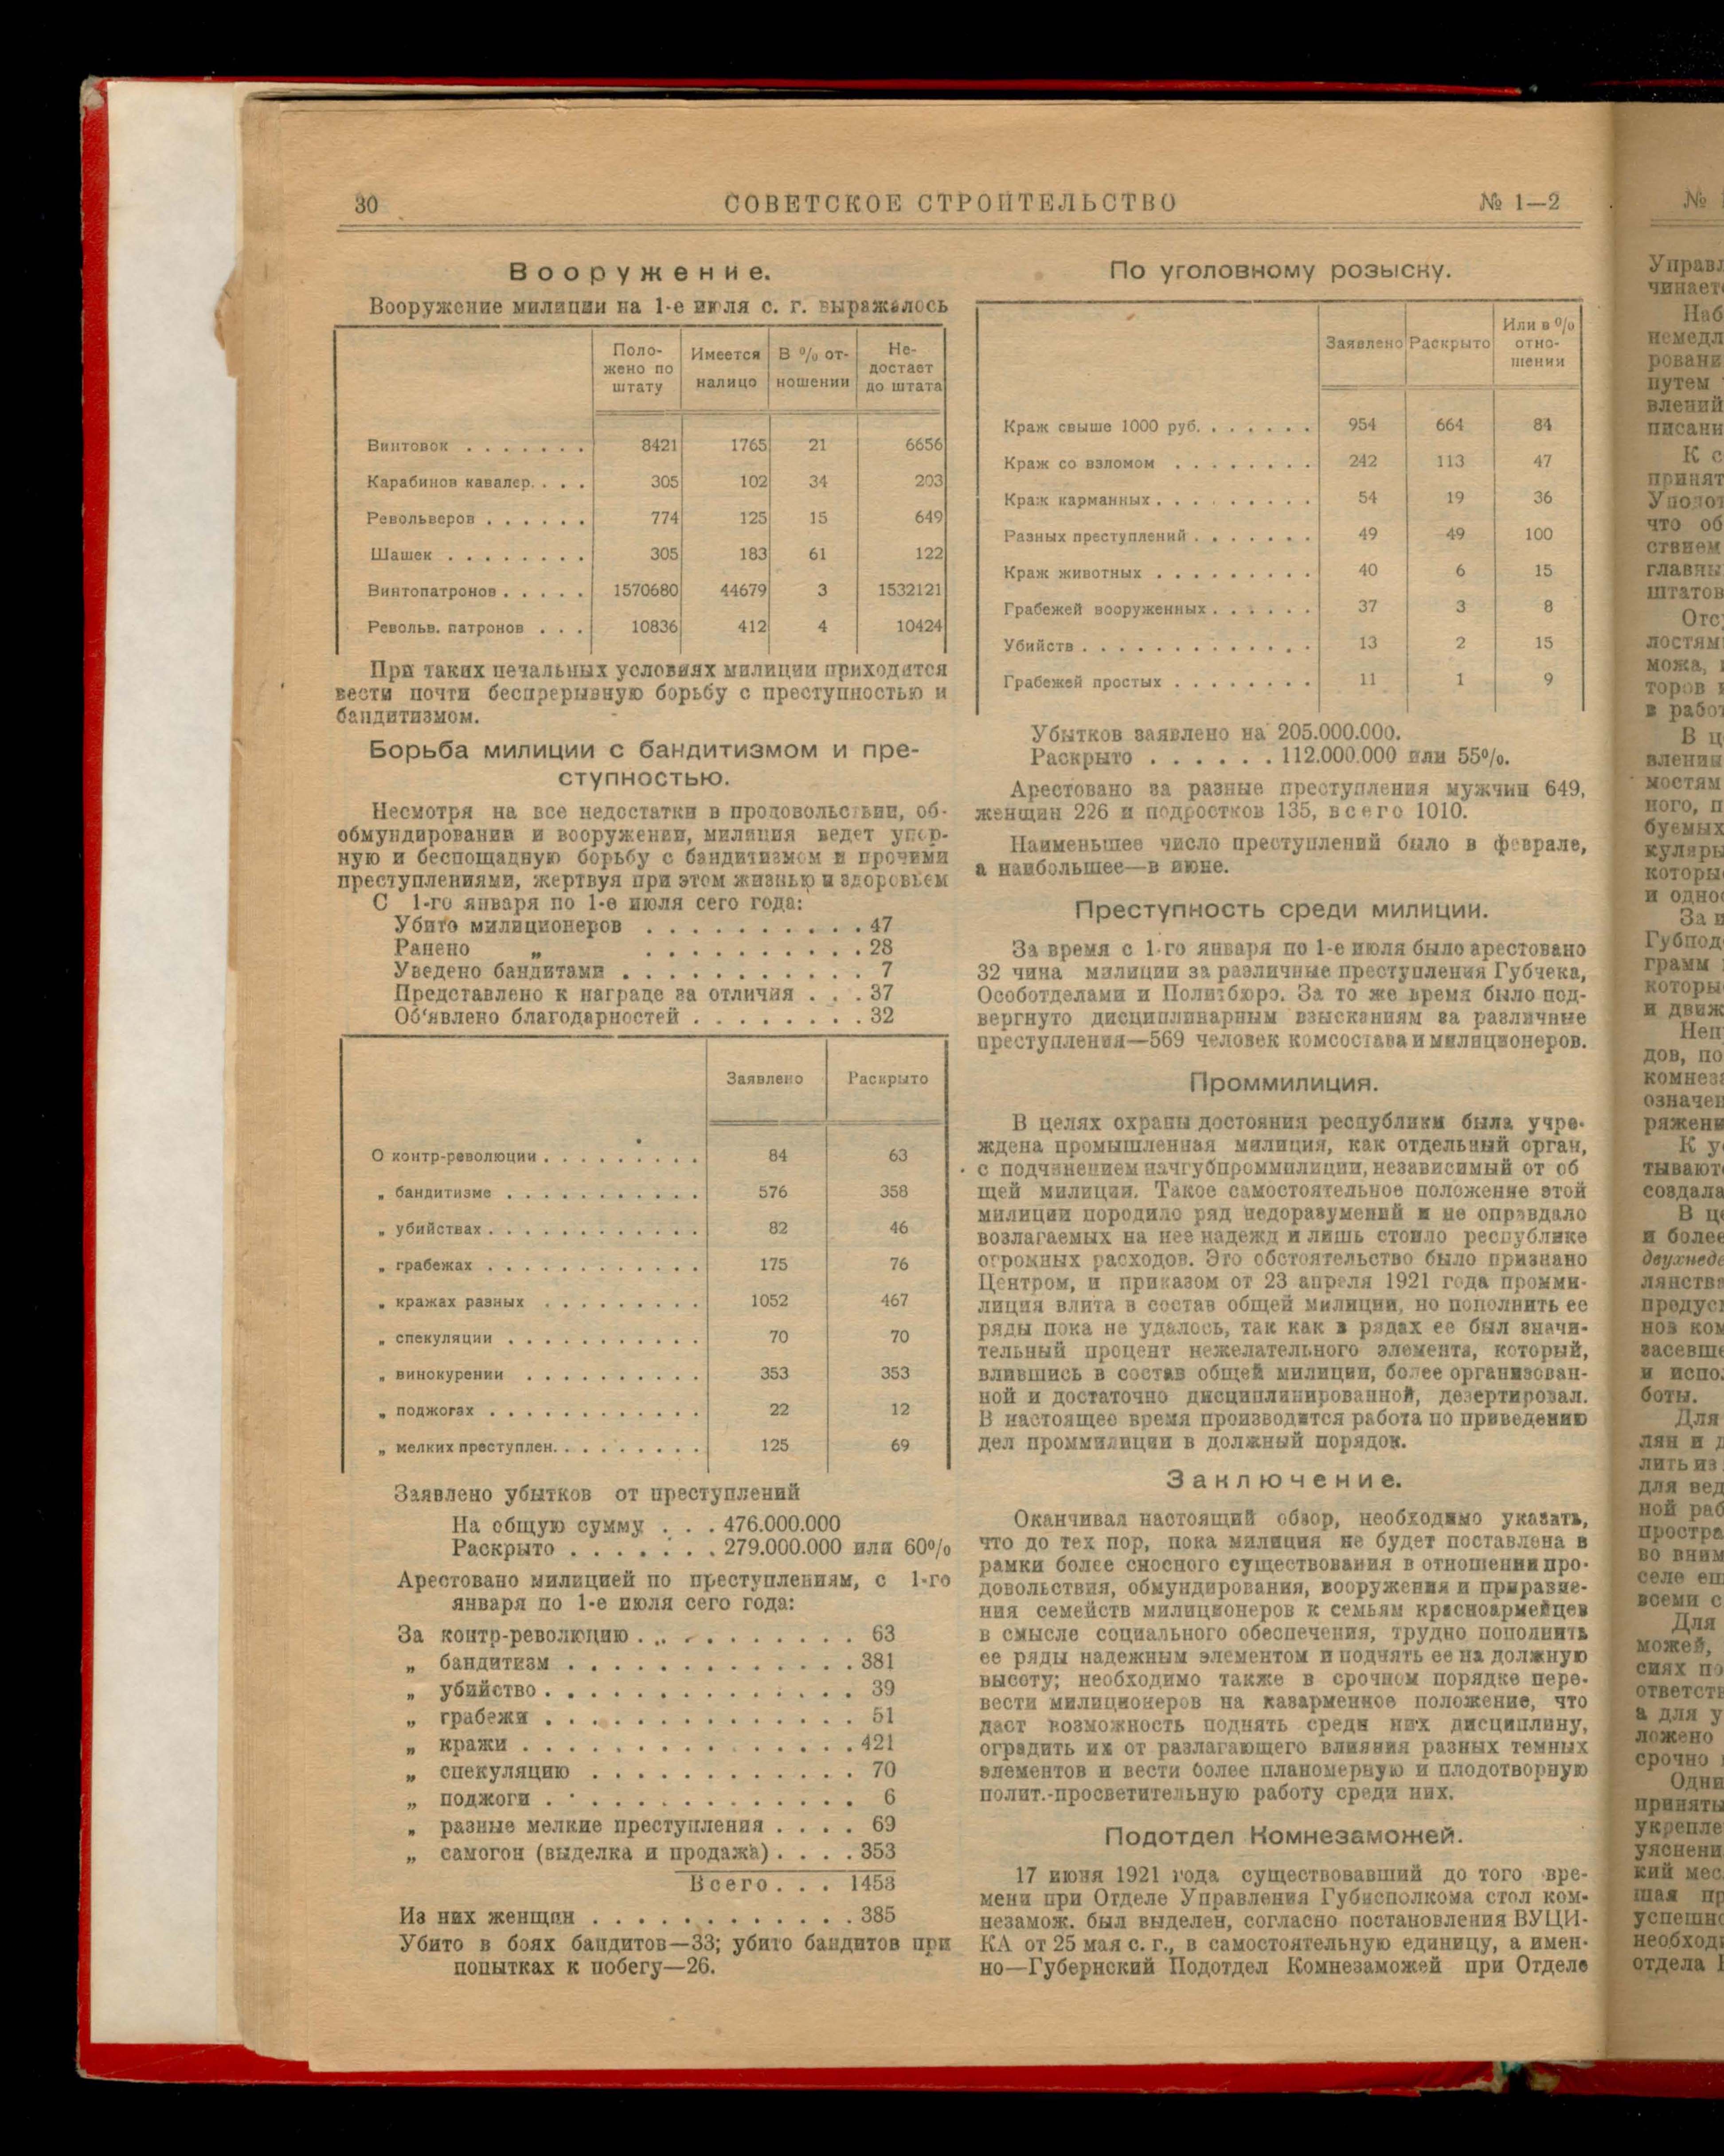 30 СОВЕТСКОЕ СТРОИТЕЛЬСТВО № 1—2
Вооружение.
Вооружение милиции на 1-е июля с. г. выражалось
Поло-
жено по
штату
Имеется
налицо
В % от-
ношении
Не-
достает
до штата
Винтовок . . . . . . . 8421 1765 21 6656
Карабинов кавалер. . . . 305 102 34 203
Револьверов . . . . . . 774 125 15 649
Шашек . . . . . . . . 305 183 61 122
Винтопатронов . . . . . 1570680 44679 3 1532121
Револьв. патронов . . . 10836 412 4 10424
При таких печальных условиях милиции приходится
вести почти беспрерывную борьбу с преступностью и
бандитизмом.
Борьба милиции с бандитизмом и пре-
ступностью.
Несмотря на все недостатки в продовольствии, об-
обмундировании и вооружении, милиция ведет упор-
ную и беспощадную борьбу с бандитизмом и прочими
преступлениями, жертвуя при этом жизнью и здоровьем
С 1-го января по 1-е июля сего года:
Убито милиционеров . . . . . . . . . . 47
Ранено „ . . . . . . . . . . 28
Уведено бандитами . . . . . . . . . . . 7
Представлено к награде за отличия . . . 37
Об'явлено благодарностей . . . . . . . . 32
Заявлено Раскрыто
О контр-революции . . . . . . . . . 84 63
„ бандитизме . . . . . . . . . . . 576 358
„ убийствах . . . . . . . . . . . . 82 46
„ грабежах . . . . . . . . . . . . 175 76
„ кражах разных . . . . . . . . . 1052 467
„ спекуляции . . . . . . . . . . . 70 70
„ винокурении . . . . . . . . . . 353 353
„ поджогах . . . . . . . . . . . . 22 12
„ мелких преступлен. . . . . . . . . 125 69
Заявлено убытков от преступлений
На общую сумму . . . 476.000.000
Раскрыто . . . . . . . 279.000.000 или 60%
Арестовано милицией по преступлениям, с 1-го
января по 1-е июля сего года:
За контр-революцию . . . . . . . . . . 63
„ бандитизм . . . . . . . . . . . . . 381
„ убийство . . . . . . . . . . . . . . 39
„ грабежи . . . . . . . . . . . . . . 51
„ кражи . . . . . . . . . . . . . . . 421
„ спекуляцию . . . . . . . . . . . . 70
„ поджоги . . . . . . . . . . . . . . 6
„ разные мелкие преступления . . . . 69
„ самогон (выделка и продажа) . . . . 353
Всего . . . 1453
Из них женщин . . . . . . . . . . . . 385
Убито в боях бандитов—33; убито бандитов при
попытках к побегу—26.
По уголовному розыску.
Заявлено Раскрыто
Или в %
отно-
шении
Краж свыше 1000 руб. . . . . . . 954 664 84
Краж со взломом . . . . . . . . 242 113 47
Краж карманных . . . . . . . . . 54 19 36
Разных преступлений . . . . . . . 49 49 100
Краж животных . . . . . . . . . 40 6 15
Грабежей вооруженных . . . . . . 37 3 8
Убийств . . . . . . . . . . . . . 13 2 15
Грабежей простых . . . . . . . . 11 1 9
Убытков заявлено на 205.000.000.
Раскрыто . . . . . . 112.000.000 или 55%.
Арестовано за разные преступления мужчин 649,
женщин 226 и подростков 135, всего 1010.
Наименьшее число преступлений было в феврале,
а наибольшее—в июне.
Преступность среди милиции.
За время с 1-го января по 1-е июля было арестовано
32 чина милиции за различные преступления Губчека,
Особотделами и Политбюро. За то же время было под-
вергнуто дисциплинарным взысканиям за различные
преступления—569 человек комсостава и милиционеров.
Проммилиция.
В целях охраны достояния республики была учре-
ждена промышленная милиция, как отдельный орган,
с подчинением начгубпроммилиции, независимый от об
щей милиции. Такое самостоятельное положение этой
милиции породило ряд недоразумений и не оправдало
возлагаемых на нее надежд и лишь стоило республике
огромных расходов. Это обстоятельство было признано
Центром, и приказом от 23 апреля 1921 года промми-
лиция влита в состав общей милиции, но пополнить ее
ряды пока не удалось, так как в рядах ее был значи-
тельный процент нежелательного элемента, который,
влившись в состав общей милиции, более организован-
ной и достаточно дисциплинированной, дезертировал.
В настоящее время производится работа по приведению
дел проммилиции в должный порядок.
Заключение.
Оканчивая настоящий обзор, необходимо указать,
что до тех пор, пока милиция не будет поставлена в
рамки более сносного существования в отношении про-
довольствия, обмундирования, вооружения и приравне-
ния семейств милиционеров к семьям красноармейцев
в смысле социального обеспечения, трудно пополнить
ее ряды надежным элементом и поднять ее на должную
высоту; необходимо также в срочном порядке пере-
вести милиционеров на казарменное положение, что
даст возможность поднять среди них дисциплину,
оградить их от разлагающего влияния разных темных
элементов и вести более планомерную и плодотворную
полит.-просветительную работу среди них.
Подотдел Комнезаможей.
17 июня 1921 года существовавший до того вре-
мени при Отделе Управления Губисполкома стол ком-
незамож. был выделен, согласно постановления ВУЦИ-
КА от 25 мая с. г., в самостоятельную единицу, а имен-
но—Губернский Подотдел Комнезаможей при Отделе